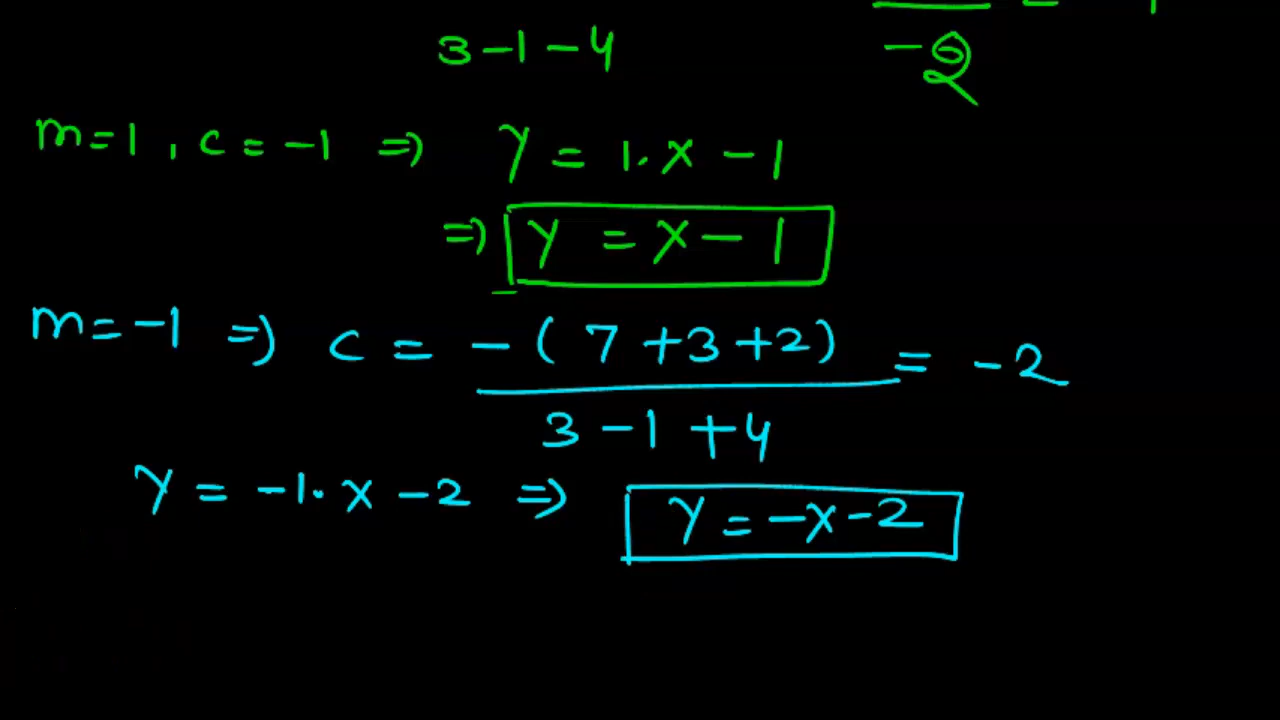 3 - 1 - 4
- 2
m = 1 , c = -1 ⇒ y = 1 . x - 1
⇒ y = x - 1
m = -1 ⇒ c = - ( 7 + 3 + 2 ) = - 2
3 - 1 + 4
y = -1 . x - 2 ⇒ y = - x - 2